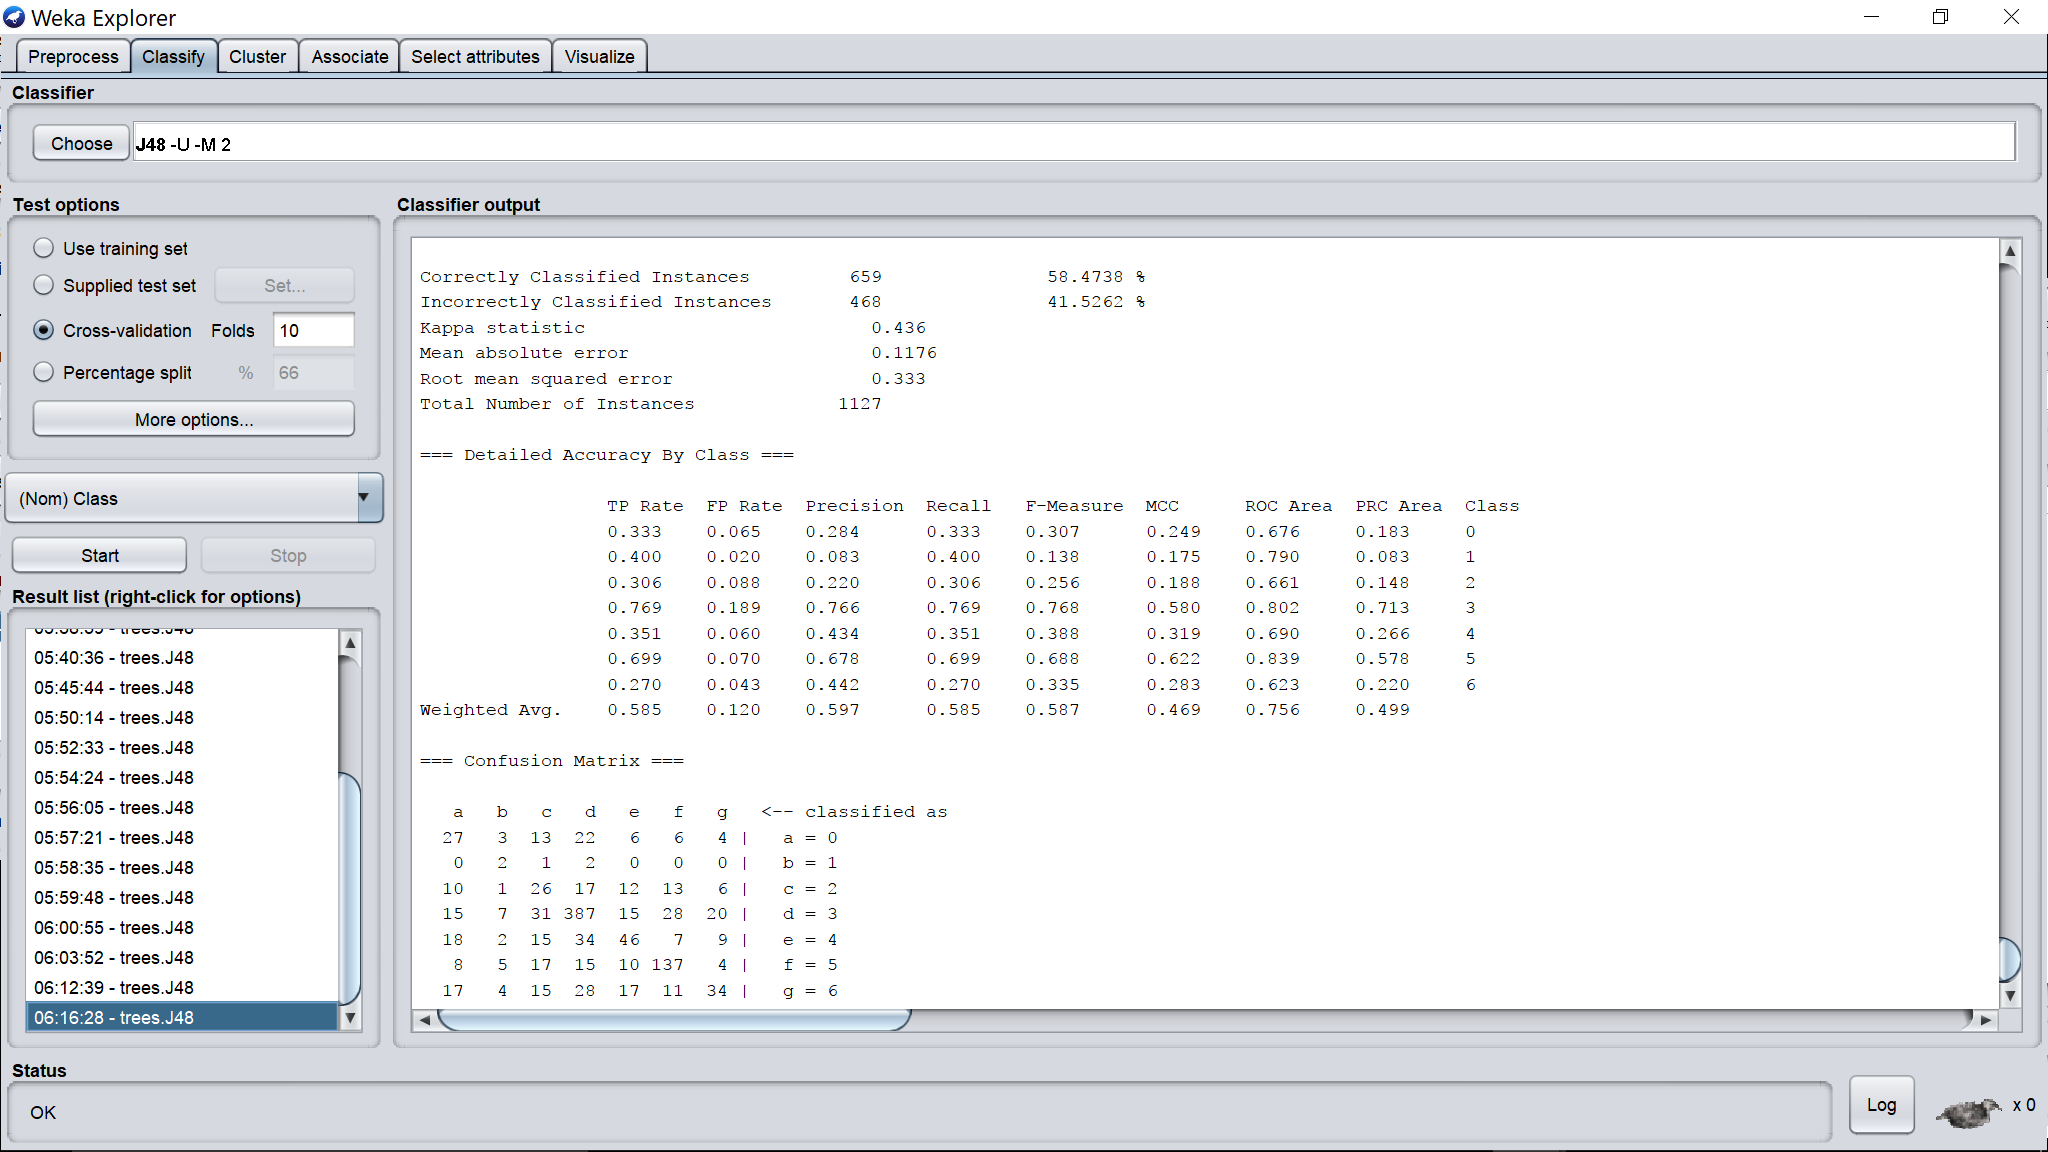 Weka Explorer
Preprocess Classify Cluster Associate Select attributes Visualize
Classifier
Choose J48 -U -M 2
Test options
Use training set
Supplied test set Set...
Cross-validation Folds 10
Percentage split % 66
More options...
(Nom) Class
Start Stop
Result list (right-click for options)
05:40:36 - trees.J48
05:45:44 - trees.J48
05:50:14 - trees.J48
05:52:33 - trees.J48
05:54:24 - trees.J48
05:56:05 - trees.J48
05:57:21 - trees.J48
05:58:35 - trees.J48
05:59:48 - trees.J48
06:00:55 - trees.J48
06:03:52 - trees.J48
06:12:39 - trees.J48
06:16:28 - trees.J48
Classifier output
Correctly Classified Instances 659 58.4738 %
Incorrectly Classified Instances 468 41.5262 %
Kappa statistic 0.436
Mean absolute error 0.1176
Root mean squared error 0.333
Total Number of Instances 1127
=== Detailed Accuracy By Class ===
TP Rate FP Rate Precision Recall F-Measure MCC ROC Area PRC Area Class
0.333 0.065 0.284 0.333 0.307 0.249 0.676 0.183 0
0.400 0.020 0.083 0.400 0.138 0.175 0.790 0.083 1
0.306 0.088 0.220 0.306 0.256 0.188 0.661 0.148 2
0.769 0.189 0.766 0.769 0.768 0.580 0.802 0.713 3
0.351 0.060 0.434 0.351 0.388 0.319 0.690 0.266 4
0.699 0.070 0.678 0.699 0.688 0.622 0.839 0.578 5
0.270 0.043 0.442 0.270 0.335 0.283 0.623 0.220 6
Weighted Avg. 0.585 0.120 0.597 0.585 0.587 0.469 0.756 0.499
=== Confusion Matrix ===
a b c d e f g <-- classified as
27 3 13 22 6 6 4 | a = 0
0 2 1 2 0 0 0 | b = 1
10 1 26 17 12 13 6 | c = 2
15 7 31 387 15 28 20 | d = 3
18 2 15 34 46 7 9 | e = 4
8 5 17 15 10 137 4 | f = 5
17 4 15 28 17 11 34 | g = 6
Status
OK
Log x 0